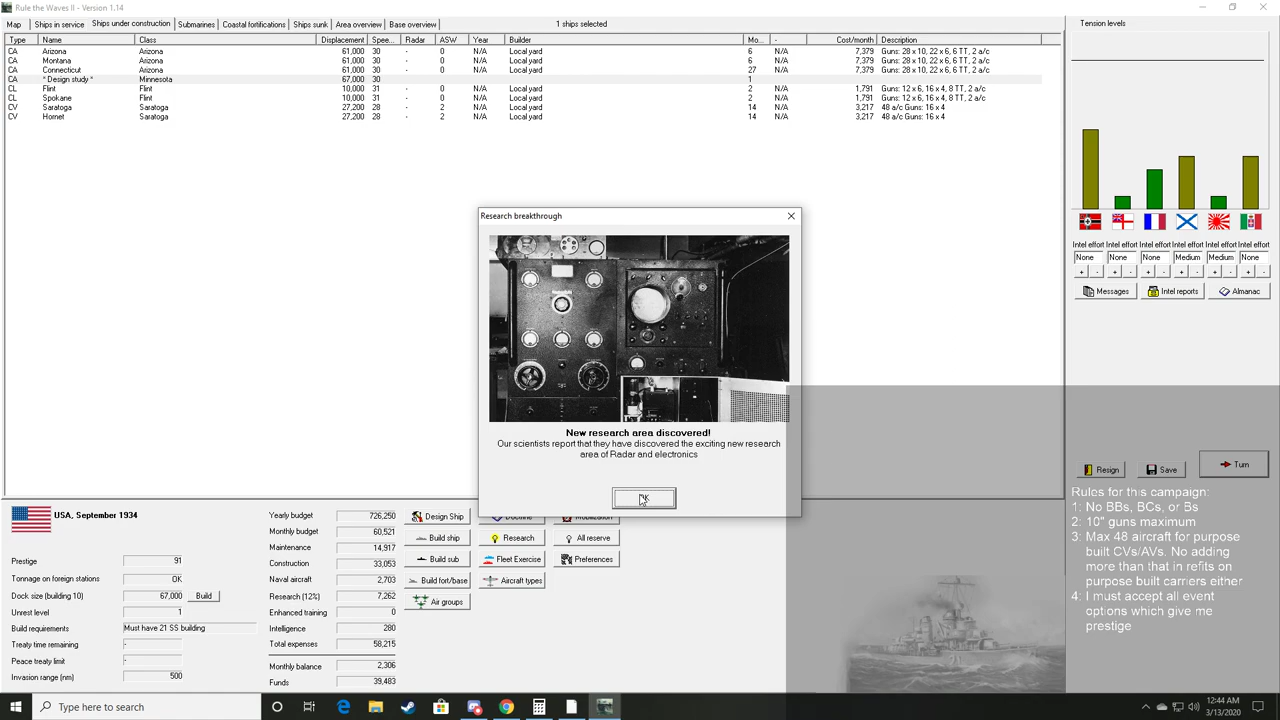 Rule the Waves II - Version 1.14
Map Ships in service Ships under construction Submarines Coastal fortifications Ships sunk Area overview Base overview 1 ships selected
Type Name Class Displacement Spee... Radar ASW Year Builder Mo... - Cost/month Description
CA Arizona Arizona 61,000 30 - 0 N/A Local yard 6 N/A 7,379 Guns: 28 x 10, 22 x 6, 6 TT, 2 a/c
CA Montana Arizona 61,000 30 - 0 N/A Local yard 6 N/A 7,379 Guns: 28 x 10, 22 x 6, 6 TT, 2 a/c
CA Connecticut Arizona 61,000 30 - 0 N/A Local yard 27 N/A 7,379 Guns: 28 x 10, 22 x 6, 6 TT, 2 a/c
CA * Design study * Minnesota 67,000 30 1
CL Flint Flint 10,000 31 - 0 N/A Local yard 2 N/A 1,791 Guns: 12 x 6, 16 x 4, 8 TT, 2 a/c
CL Spokane Flint 10,000 31 - 0 N/A Local yard 2 N/A 1,791 Guns: 12 x 6, 16 x 4, 8 TT, 2 a/c
CV Saratoga Saratoga 27,200 28 - 2 N/A Local yard 14 N/A 3,217 48 a/c Guns: 16 x 4
CV Hornet Saratoga 27,200 28 - 2 N/A Local yard 14 N/A 3,217 48 a/c Guns: 16 x 4
Tension levels
Intel effort Intel effort Intel effort Intel effort Intel effort Intel effort
None None None Medium Medium None
+ - + - + - + - + - + -
Messages Intel reports Almanac
Research breakthrough
New research area discovered!
Our scientists report that they have discovered the exciting new research
area of Radar and electronics
OK
Resign Save Turn
Rules for this campaign:
1: No BBs, BCs, or Bs
2: 10" guns maximum
3: Max 48 aircraft for purpose
built CVs/AVs. No adding
more than that in refits on
purpose built carriers either
4: I must accept all event
options which give me
prestige
USA, September 1934
Prestige 91
Tonnage on foreign stations OK
Dock size (building 10) 67,000 Build
Unrest level 1
Build requirements Must have 21 SS building
Treaty time remaining -
Peace treaty limit -
Invasion range (nm) 500
Yearly budget 726,250
Monthly budget 60,521
Maintenance 14,917
Construction 33,053
Naval aircraft 2,703
Research (12%) 7,262
Enhanced training 0
Intelligence 280
Total expenses 58,215
Monthly balance 2,306
Funds 39,483
Design Ship Doctrine Mobilization
Build ship Research All reserve
Build sub Fleet Exercise Preferences
Build fort/base Aircraft types
Air groups
Type here to search
12:44 AM
3/13/2020